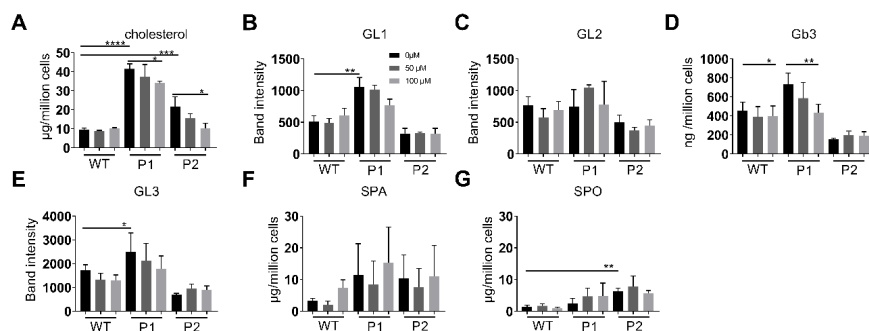 A
cholesterol
µg/million cells
50
40
30
20
10
0
****
***
*
*
WT
P1
P2
B
GL1
Band intensity
1500
1000
500
0
**
0µM
50 µM
100 µM
WT
P1
P2
C
GL2
Band intensity
1500
1000
500
0
WT
P1
P2
D
Gb3
ng /million cells
1000
800
600
400
200
0
*
**
WT
P1
P2
E
GL3
Band intensity
4000
3000
2000
1000
0
*
WT
P1
P2
F
SPA
µg/million cells
30
20
10
0
WT
P1
P2
G
SPO
µg/million cells
30
20
10
0
**
WT
P1
P2